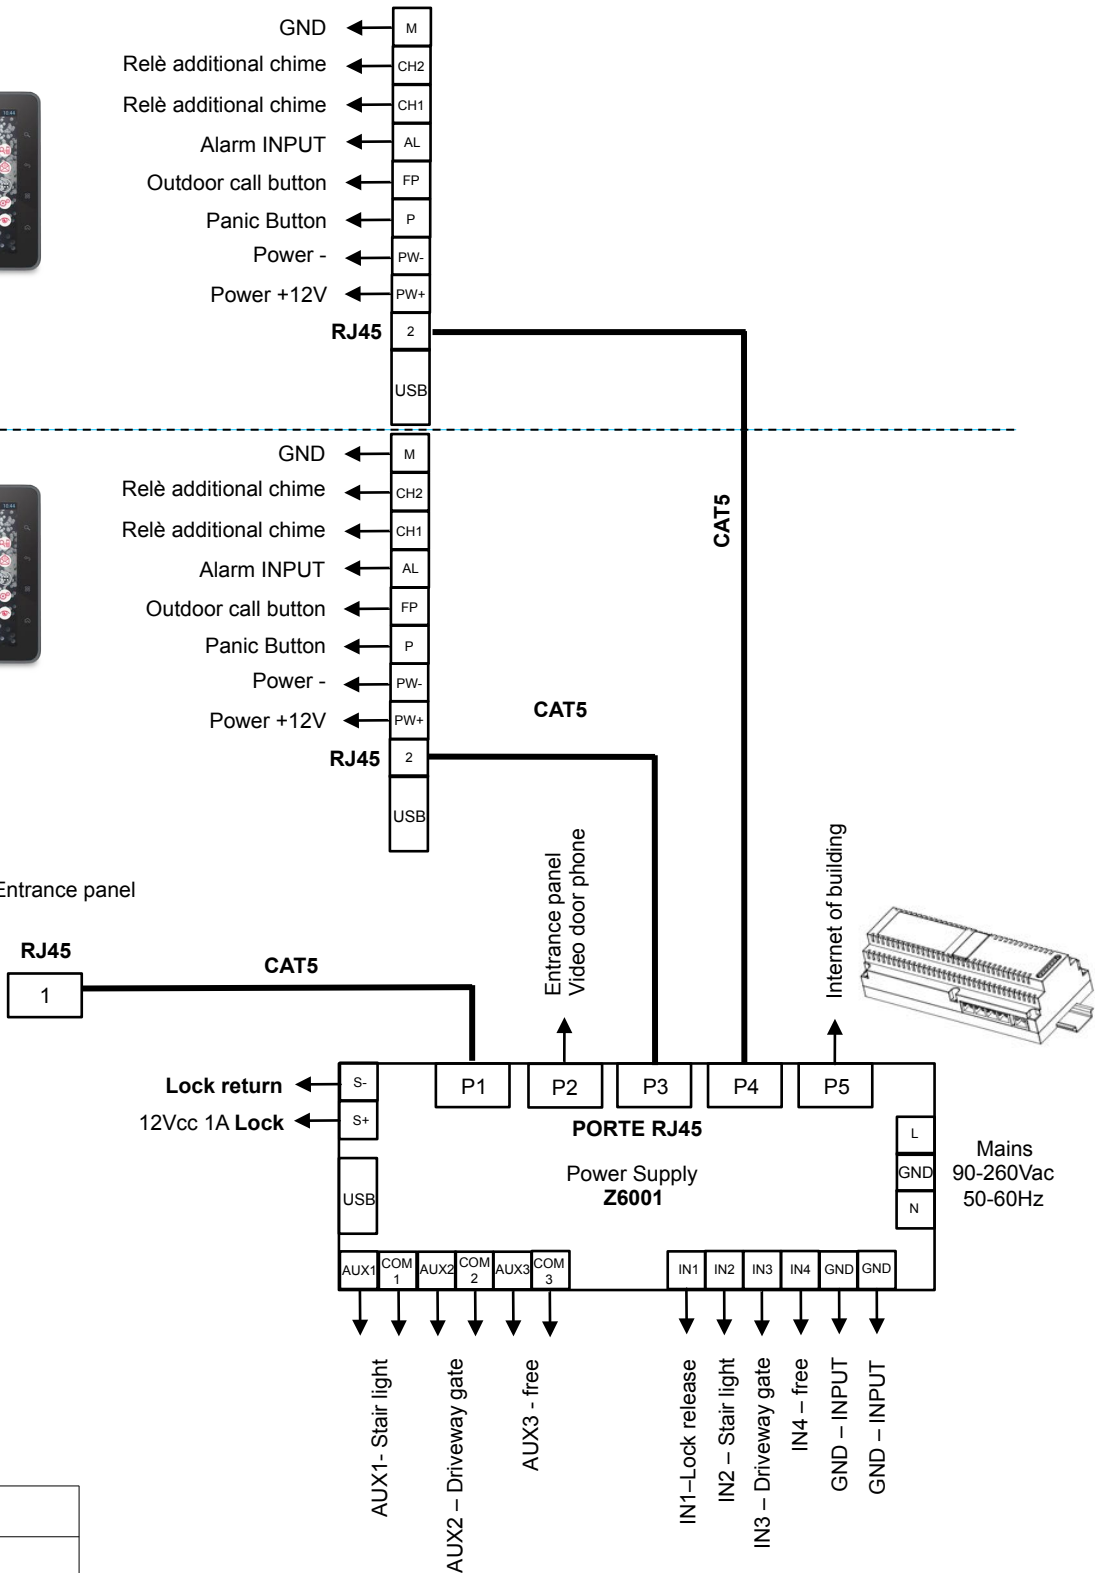 GND M
Relè additional chime CH2
Relè additional chime CH1
Alarm INPUT AL
Outdoor call button FP
Panic Button P
Power - PW-
Power +12V PW+
RJ45 2
USB
GND M
Relè additional chime CH2
Relè additional chime CH1
Alarm INPUT AL
Outdoor call button FP
Panic Button P
Power - PW-
Power +12V PW+
RJ45 2
USB
CAT5
CAT5
Entrance panel
RJ45
1
CAT5
Entrance panel
Video door phone
Internet of building
Lock return S-
12Vcc 1A Lock S+
USB
P1 P2 P3 P4 P5
PORTE RJ45
Power Supply
Z6001
L
GND
N
Mains
90-260Vac
50-60Hz
AUX1 COM 1 AUX2 COM 2 AUX3 COM 3
IN1 IN2 IN3 IN4 GND GND
AUX1- Stair light
AUX2 – Driveway gate
AUX3 - free
IN1–Lock release
IN2 – Stair light
IN3 – Driveway gate
IN4 – free
GND – INPUT
GND – INPUT